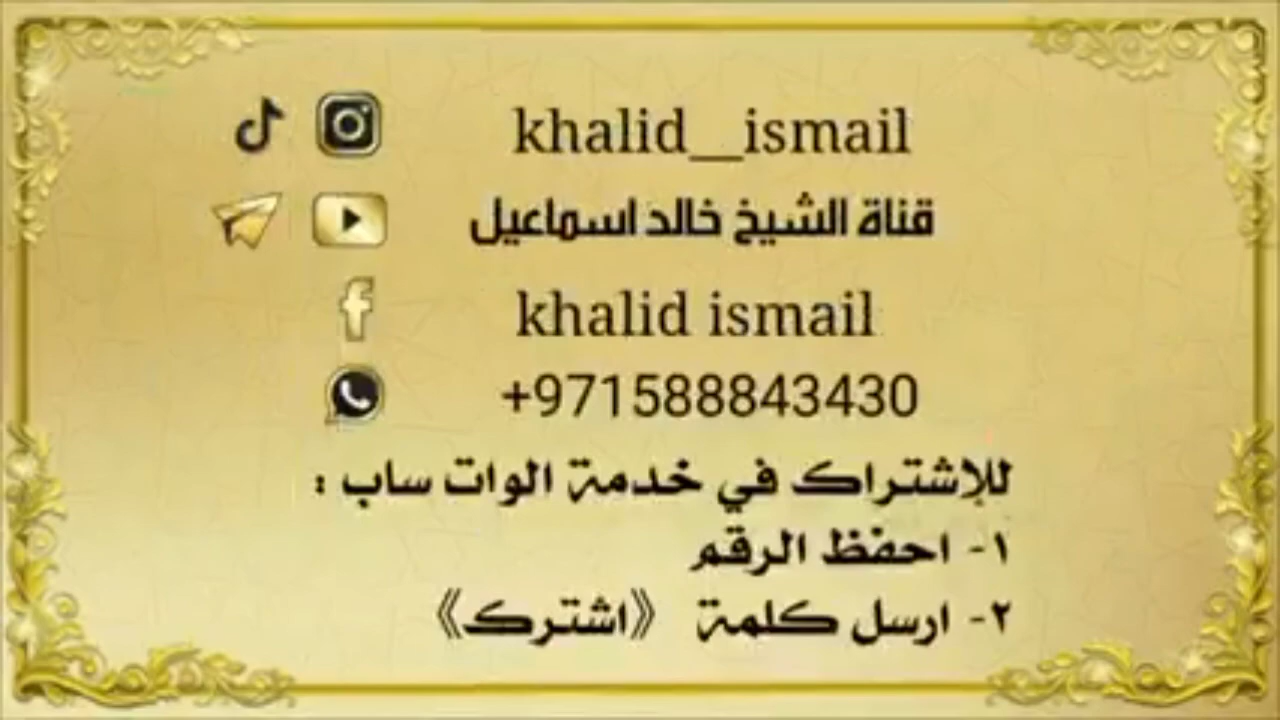 khalid__ismail
قناة الشيخ خالد اسماعيل
khalid ismail
+971588843430
للإشتراك في خدمة الوات ساب :
١- احفظ الرقم
٢- ارسل كلمة 《اشترك》